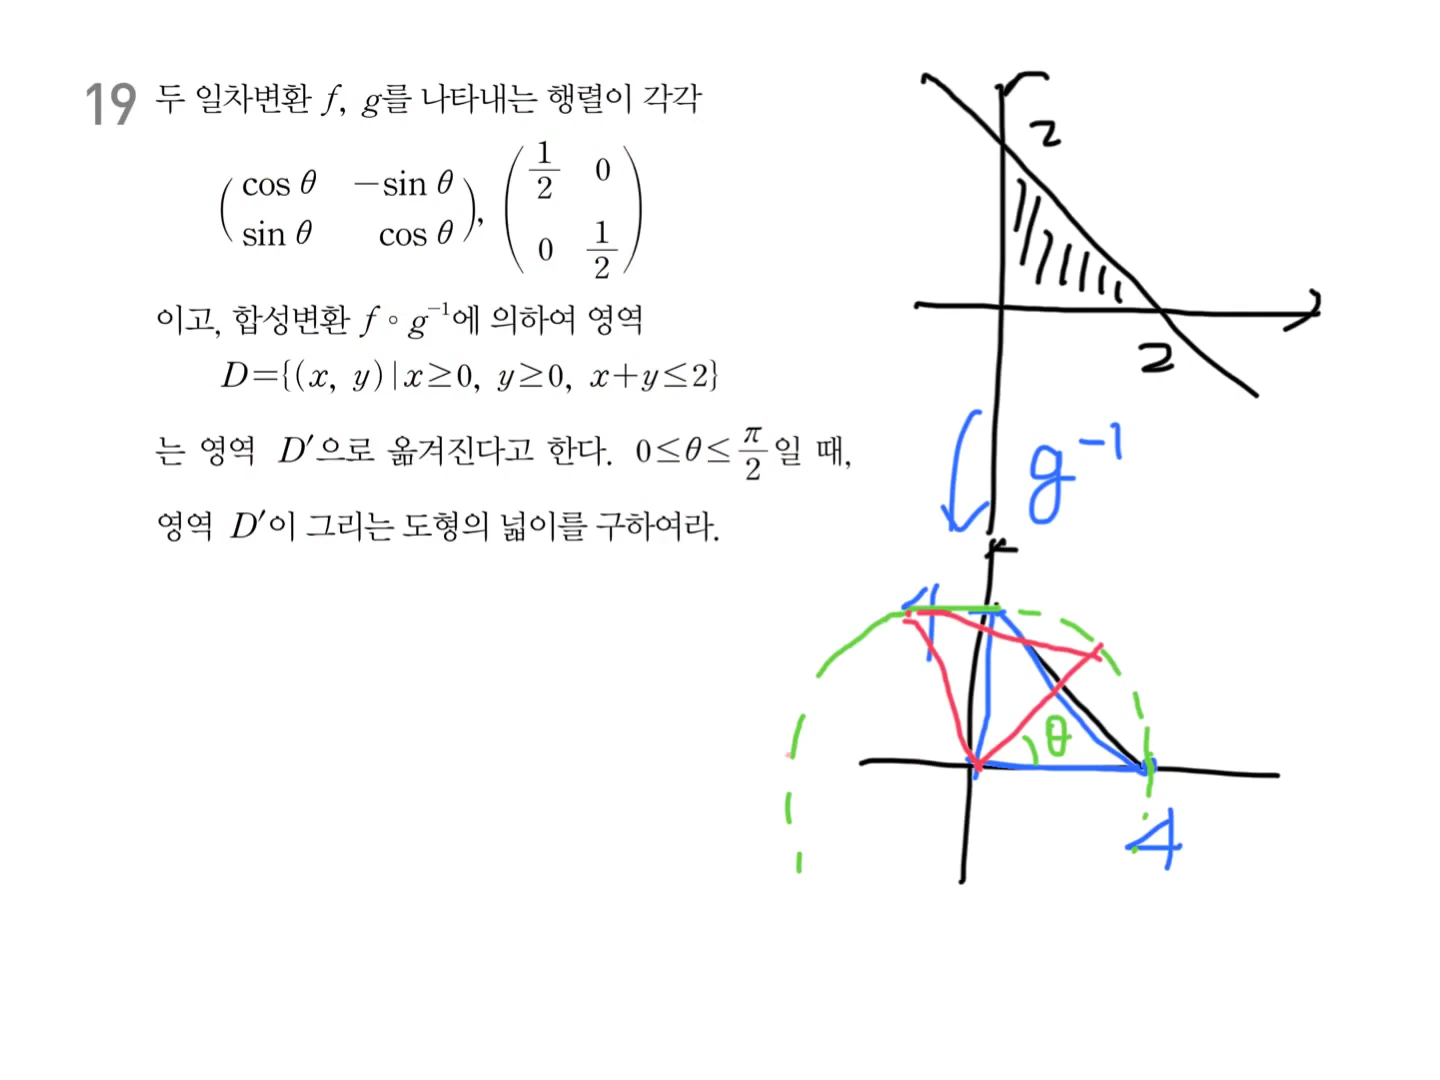 19 두 일차변환 f, g를 나타내는 행렬이 각각
( cos θ −sin θ ), ( 1/2 0 )
( sin θ cos θ ) ( 0 1/2 )
이고, 합성변환 f∘g⁻¹에 의하여 영역
D={(x, y)|x≥0, y≥0, x+y≤2}
는 영역 D′으로 옮겨진다고 한다. 0≤θ≤π/2일 때,
영역 D′이 그리는 도형의 넓이를 구하여라.
2
2
g⁻¹
4
θ
4